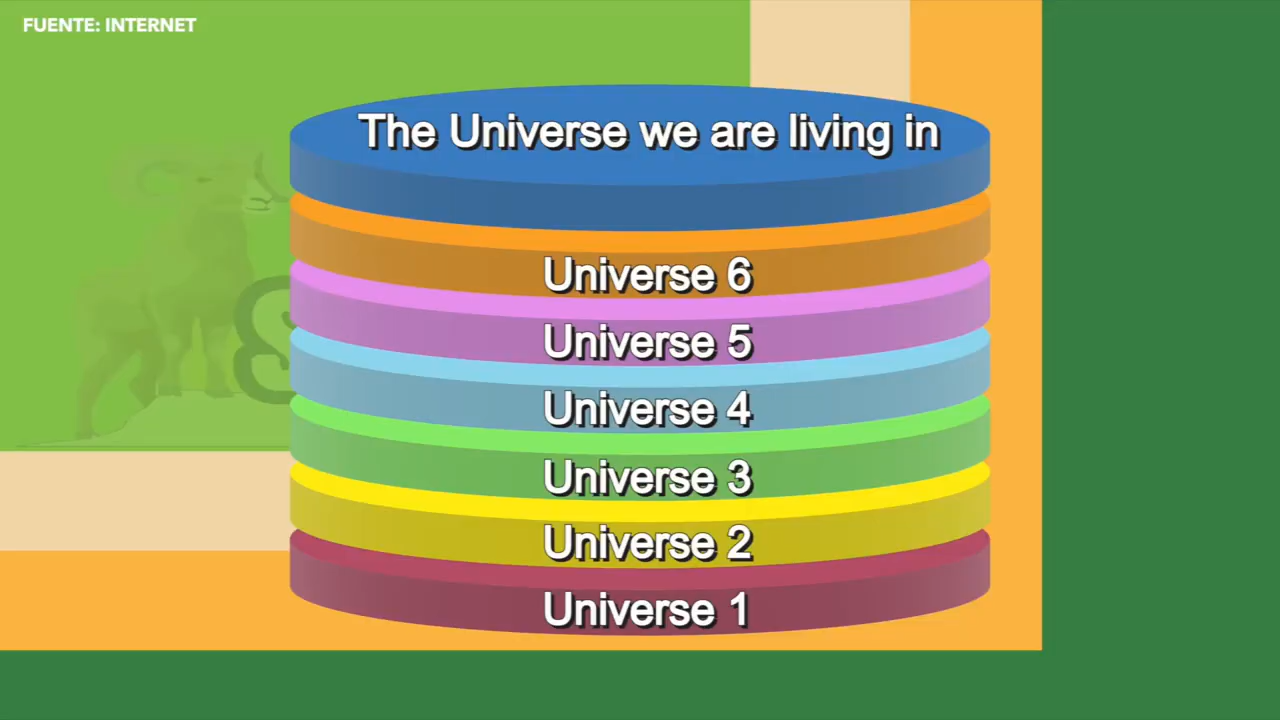 FUENTE: INTERNET
The Universe we are living in
Universe 6
Universe 5
Universe 4
Universe 3
Universe 2
Universe 1